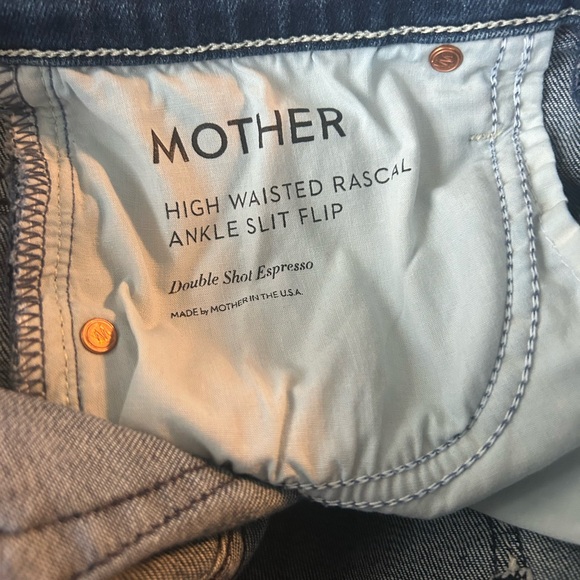 MOTHER
HIGH WAISTED RASCAL
ANKLE SLIT FLIP
Double Shot Espresso
MADE by MOTHER IN THE U.S.A.